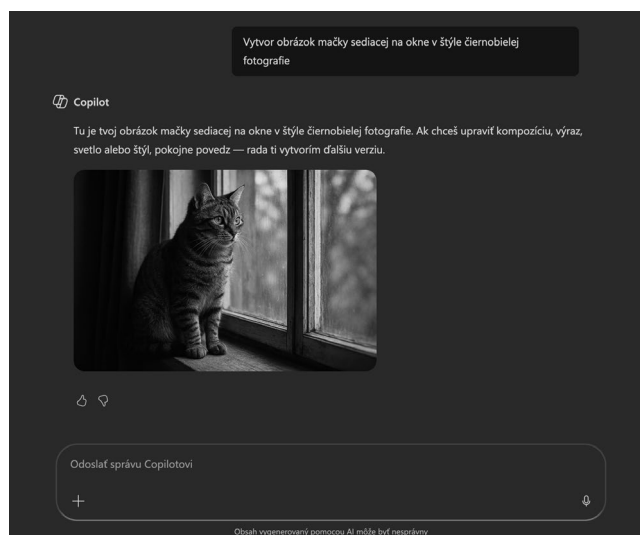 Vytvor obrázok mačky sediacej na okne v štýle čiernobielej
fotografie
Copilot
Tu je tvoj obrázok mačky sediacej na okne v štýle čiernobielej fotografie. Ak chceš upraviť kompozíciu, výraz,
svetlo alebo štýl, pokojne povedz — rada ti vytvorím ďalšiu verziu.
Odoslať správu Copilotovi
Obsah vygenerovaný pomocou AI môže byť nesprávny